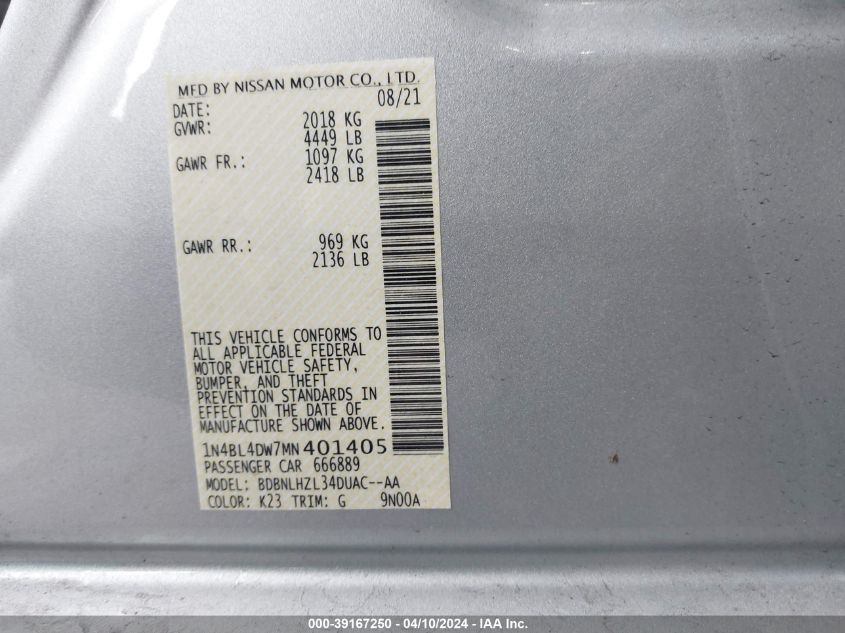 MFD BY NISSAN MOTOR CO., LTD.
DATE: 08/21
GVWR: 2018 KG
4449 LB
GAWR FR.: 1097 KG
2418 LB
GAWR RR.: 969 KG
2136 LB
THIS VEHICLE CONFORMS TO
ALL APPLICABLE FEDERAL
MOTOR VEHICLE SAFETY,
BUMPER, AND THEFT
PREVENTION STANDARDS IN
EFFECT ON THE DATE OF
MANUFACTURE SHOWN ABOVE.
1N4BL4DW7MN401405
PASSENGER CAR 666889
MODEL: BDBNLHZL34DUAC--AA
COLOR: K23 TRIM: G 9N00A
000-39167250 - 04/10/2024 - IAA Inc.